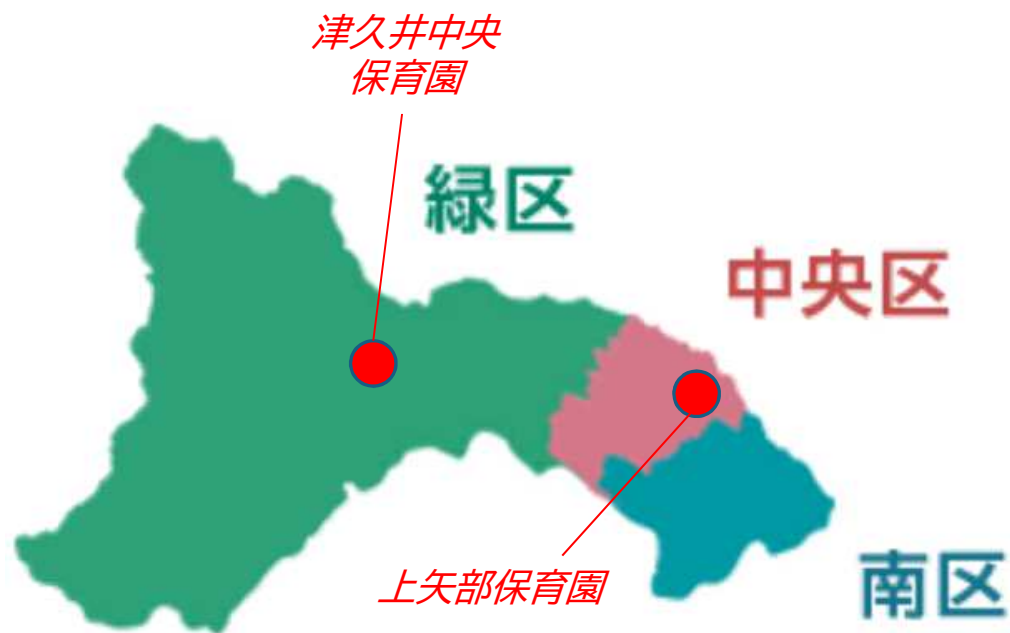 津久井中央
保育園
緑区
中央区
上矢部保育園
南区